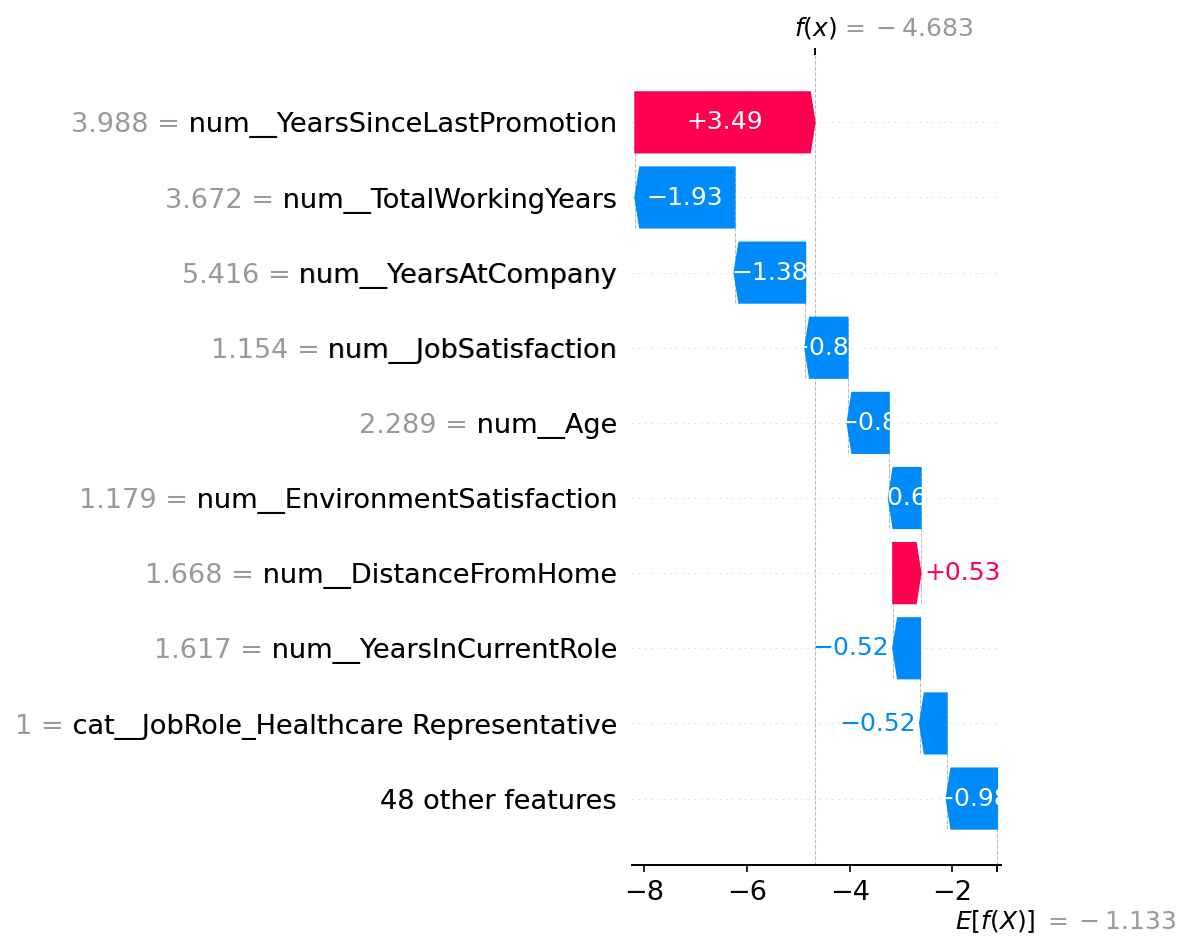 f(x) = − 4.683
3.988 = num__YearsSinceLastPromotion +3.49
3.672 = num__TotalWorkingYears −1.93
5.416 = num__YearsAtCompany −1.38
1.154 = num__JobSatisfaction
2.289 = num__Age
1.179 = num__EnvironmentSatisfaction
1.668 = num__DistanceFromHome +0.53
1.617 = num__YearsInCurrentRole −0.52
1 = cat__JobRole_Healthcare Representative −0.52
48 other features −0.98
−8 −6 −4 −2
E[f(X)] = − 1.133